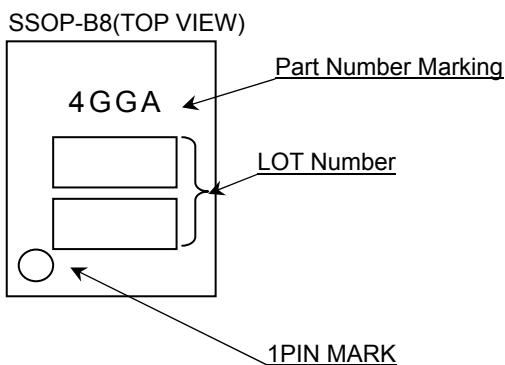 SSOP-B8(TOP VIEW)
Part Number Marking
4GGA
LOT Number
1PIN MARK